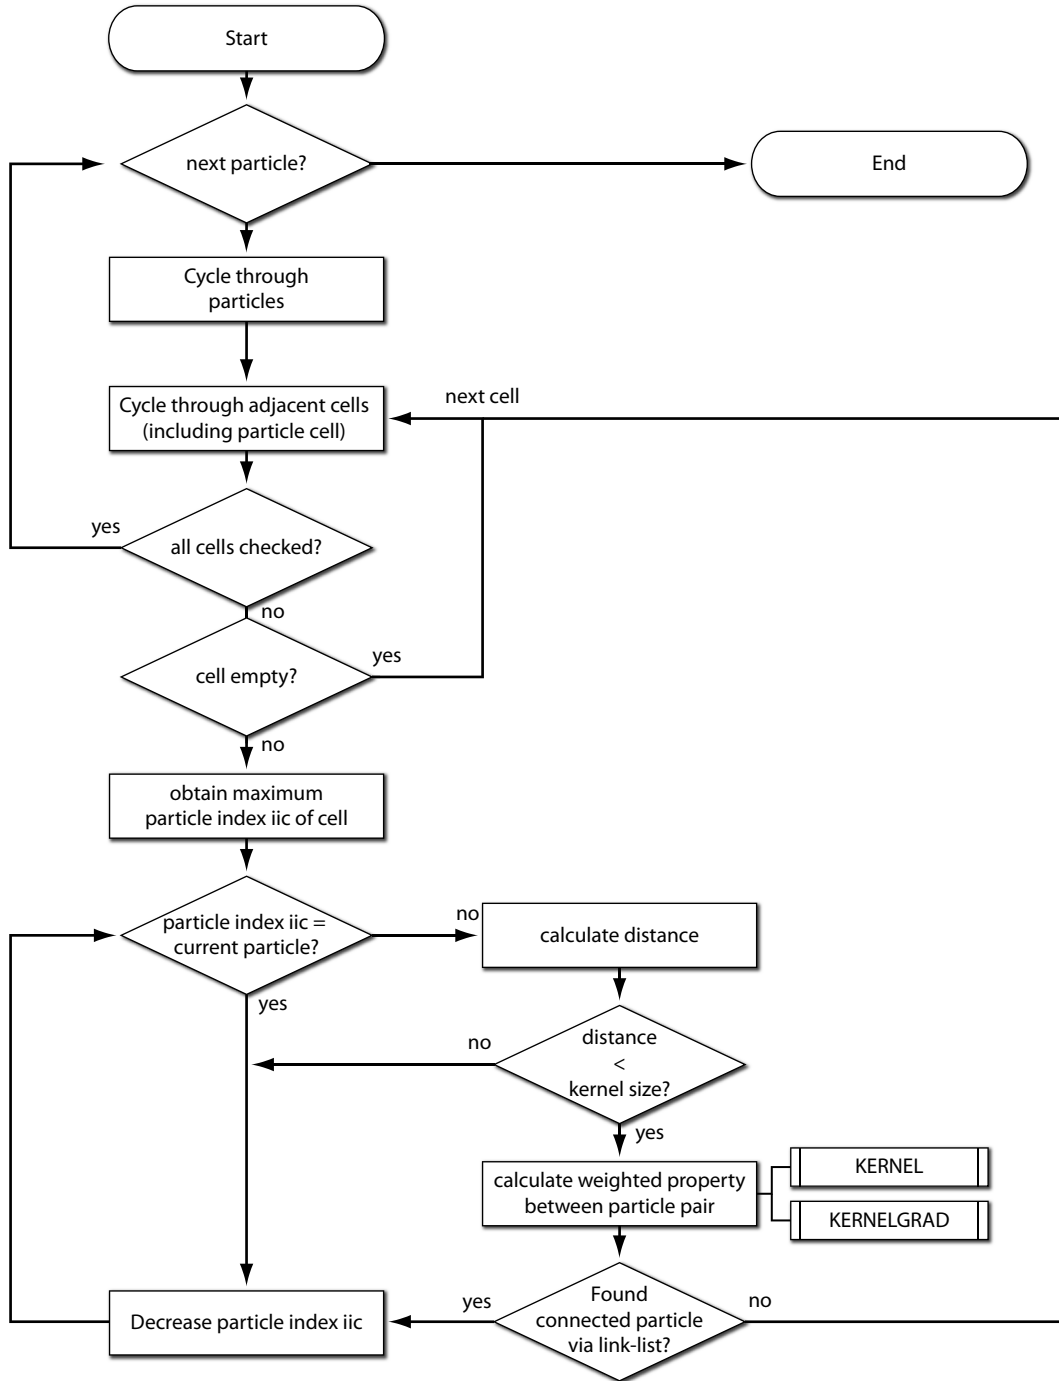 Start
next particle?
End
Cycle through
particles
next cell
Cycle through adjacent cells
(including particle cell)
yes
all cells checked?
no
cell empty?
yes
no
obtain maximum
particle index iic of cell
particle index iic =
current particle?
no
calculate distance
yes
no
distance
<
kernel size?
yes
calculate weighted property
between particle pair
KERNEL
KERNELGRAD
Decrease particle index iic
yes
Found
connected particle
via link-list?
no